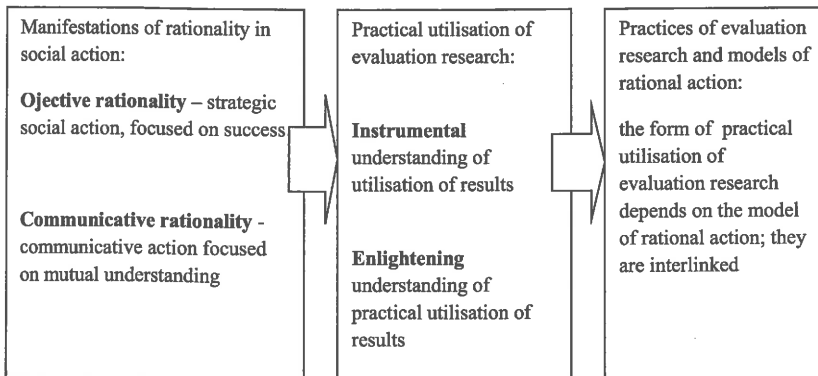 Manifestations of rationality in
social action:
Ojective rationality – strategic
social action, focused on success
Communicative rationality -
communicative action focused
on mutual understanding
Practical utilisation of
evaluation research:
Instrumental
understanding of
utilisation of results
Enlightening
understanding of
practical utilisation of
results
Practices of evaluation
research and models of
rational action:
the form of practical
utilisation of
evaluation research
depends on the model
of rational action; they
are interlinked